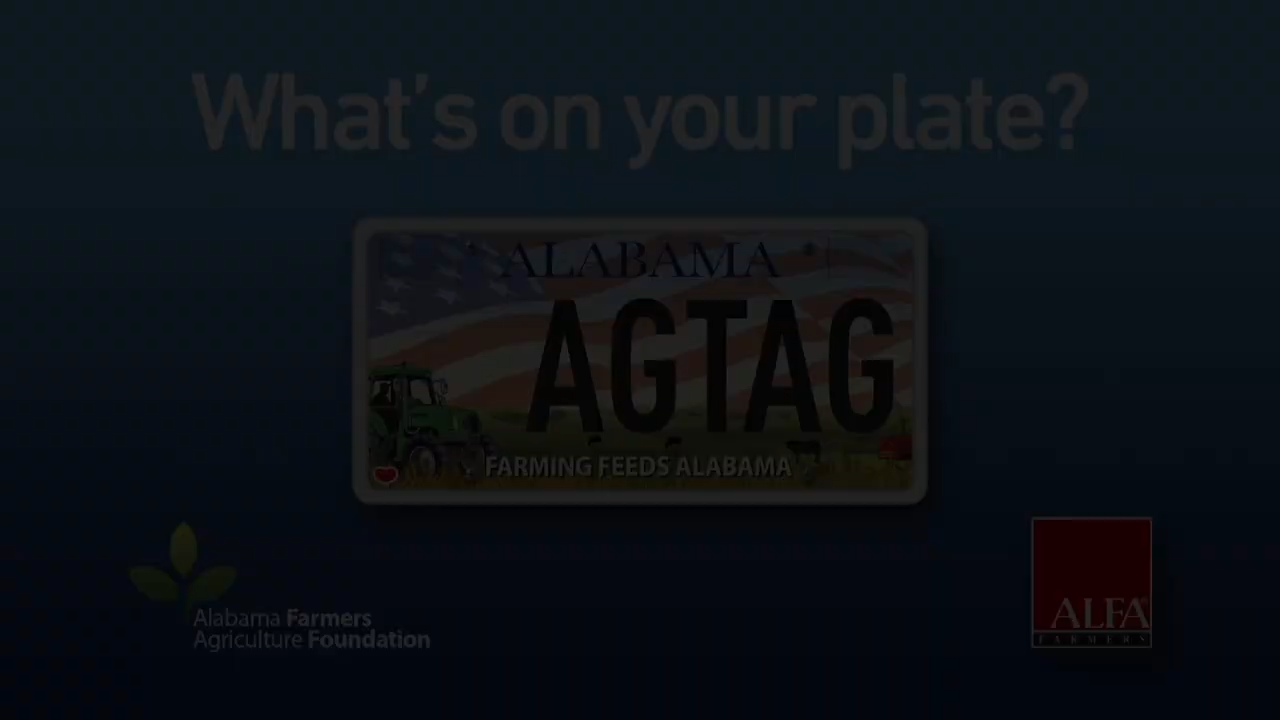 What's on your plate?
ALABAMA
AGTAG
FARMING FEEDS ALABAMA
Alabama Farmers
Agriculture Foundation
ALFA®
FARMERS